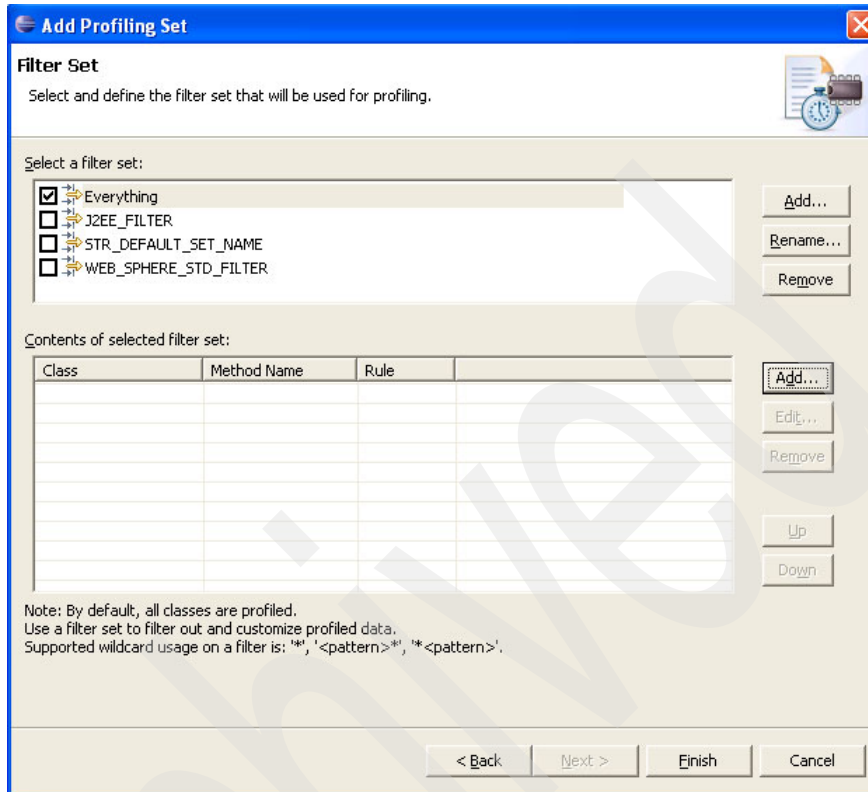 Add Profiling Set
Filter Set
Select and define the filter set that will be used for profiling.
Select a filter set:
Everything
J2EE_FILTER
STR_DEFAULT_SET_NAME
WEB_SPHERE_STD_FILTER
Add...
Rename...
Remove
Contents of selected filter set:
Class Method Name Rule
Add...
Edit...
Remove
Up
Down
Note: By default, all classes are profiled.
Use a filter set to filter out and customize profiled data.
Supported wildcard usage on a filter is: '*', '<pattern>*', '*<pattern>'.
< Back Next > Finish Cancel